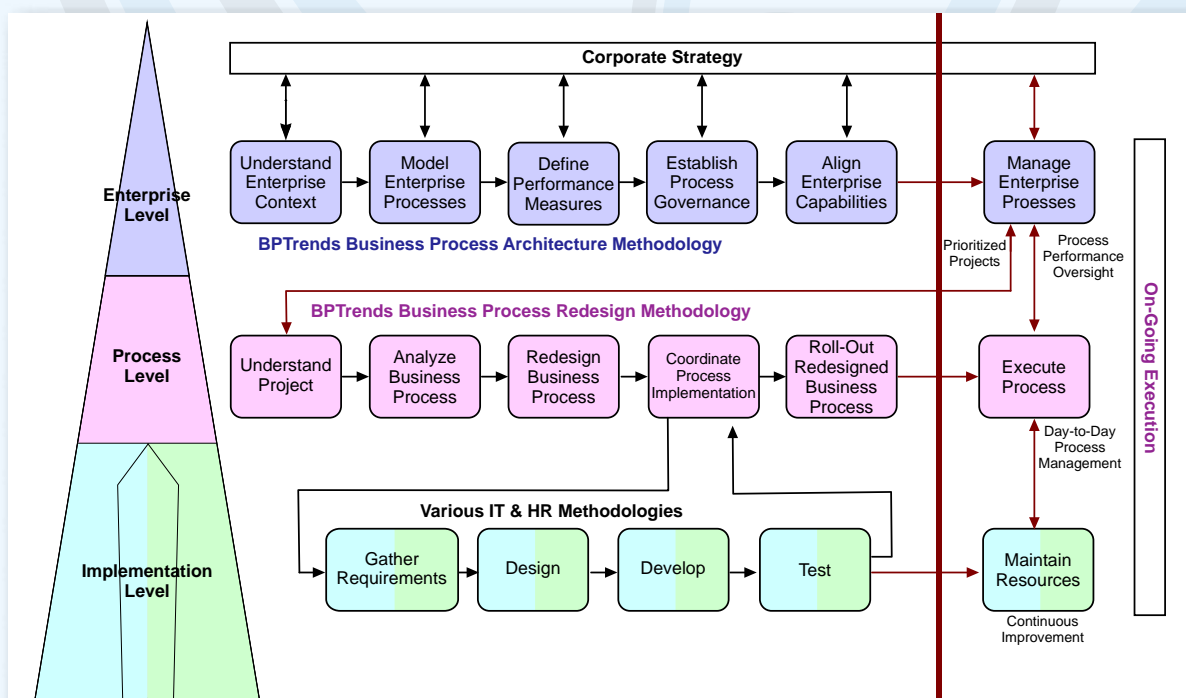 Corporate Strategy
Enterprise
Level
Understand
Enterprise
Context
Model
Enterprise
Processes
Define
Performance
Measures
Establish
Process
Governance
Align
Enterprise
Capabilities
Manage
Enterprise
Proesses
BPTrends Business Process Architecture Methodology
Prioritized
Projects
Process
Performance
Oversight
On-Going Execution
BPTrends Business Process Redesign Methodology
Process
Level
Understand
Project
Analyze
Business
Process
Redesign
Business
Process
Coordinate
Process
Implementation
Roll-Out
Redesigned
Business
Process
Execute
Process
Day-to-Day
Process
Management
Various IT & HR Methodologies
Implementation
Level
Gather
Requirements
Design
Develop
Test
Maintain
Resources
Continuous
Improvement